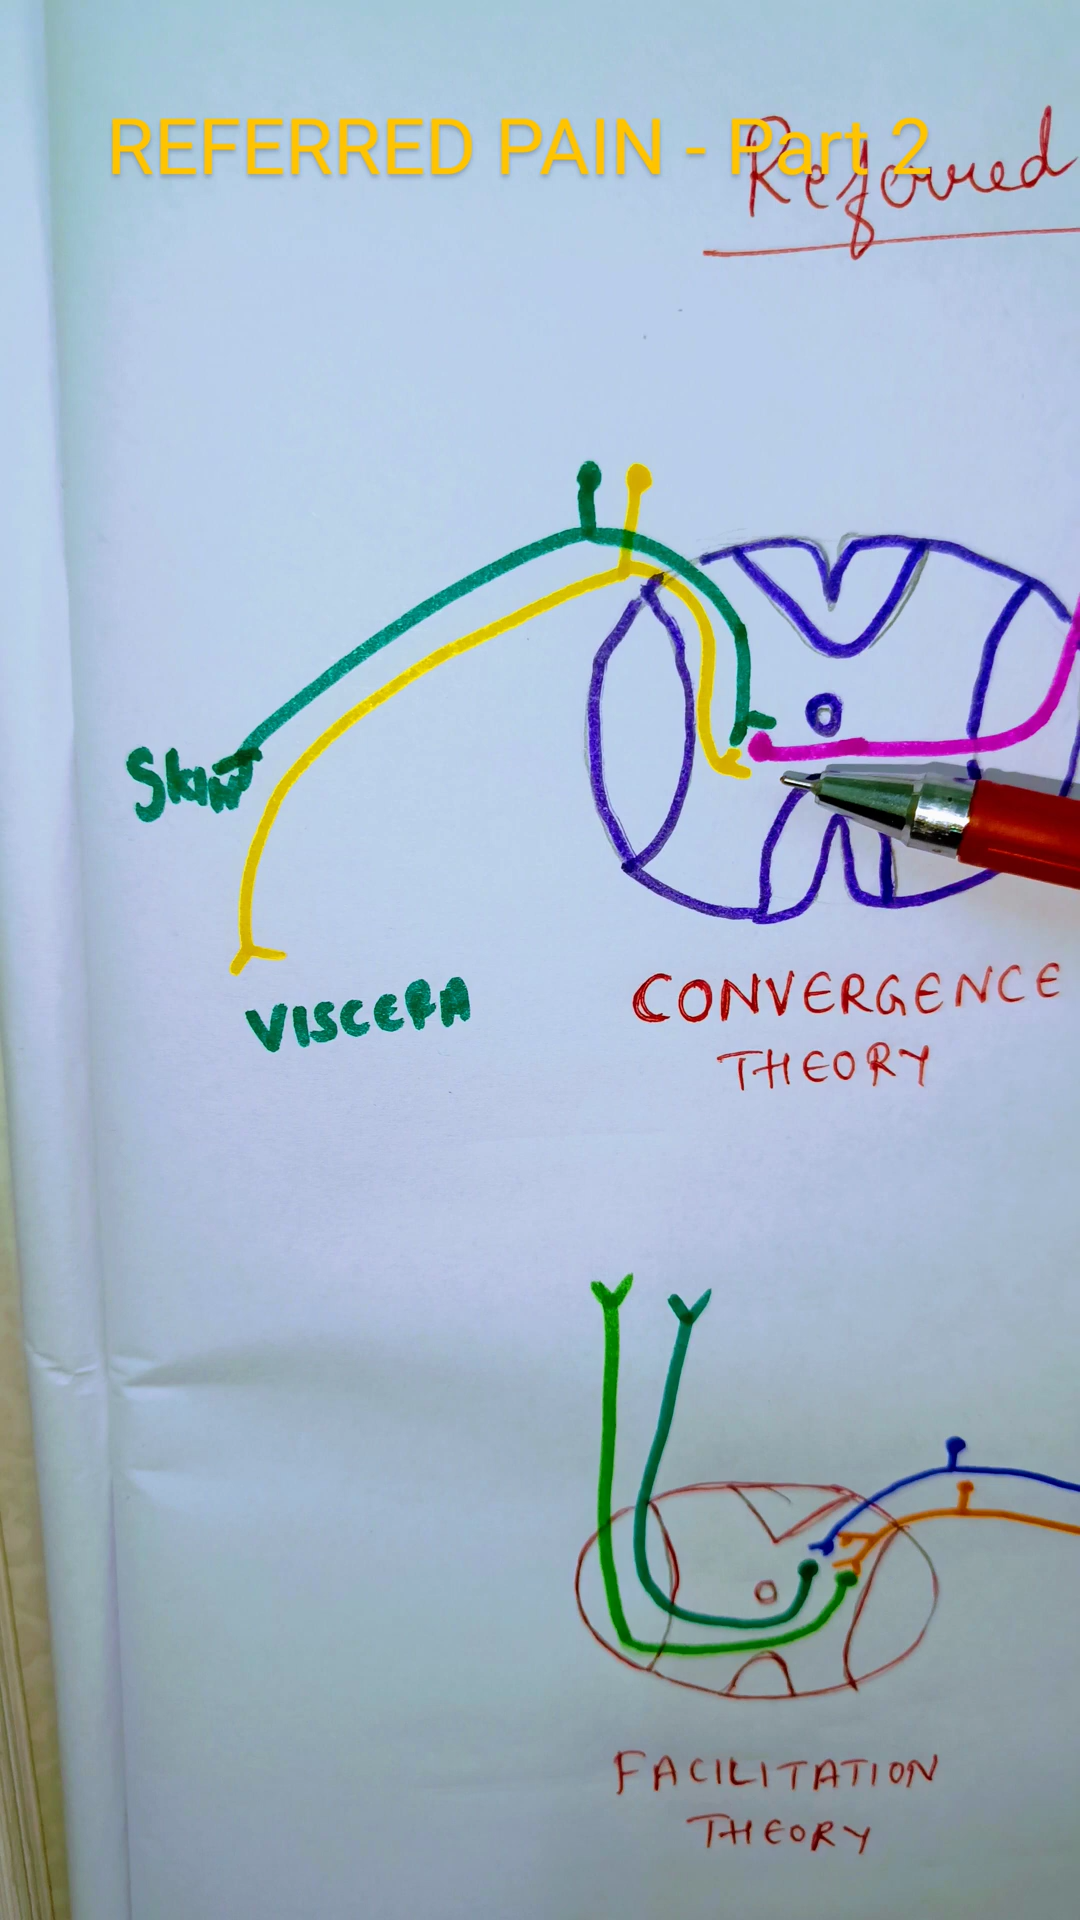 REFERRED PAIN - Part 2
Referred
SKIN
VISCERA
CONVERGENCE
THEORY
FACILITATION
THEORY